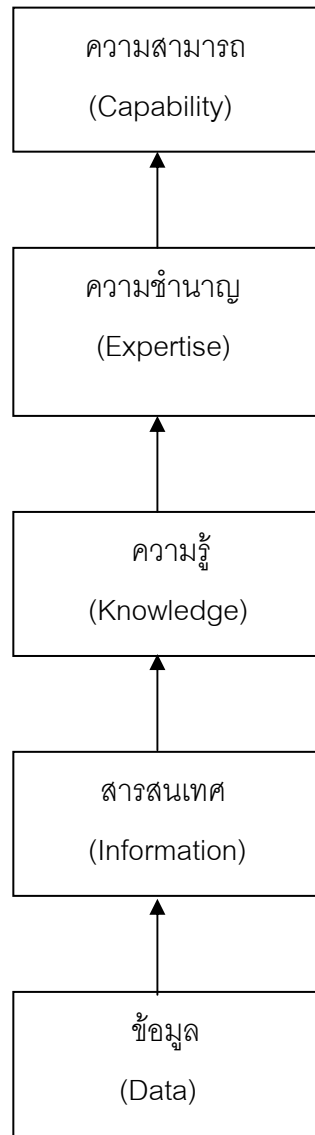 ความสามารถ
(Capability)
ความชำนาญ
(Expertise)
ความรู้
(Knowledge)
สารสนเทศ
(Information)
ข้อมูล
(Data)